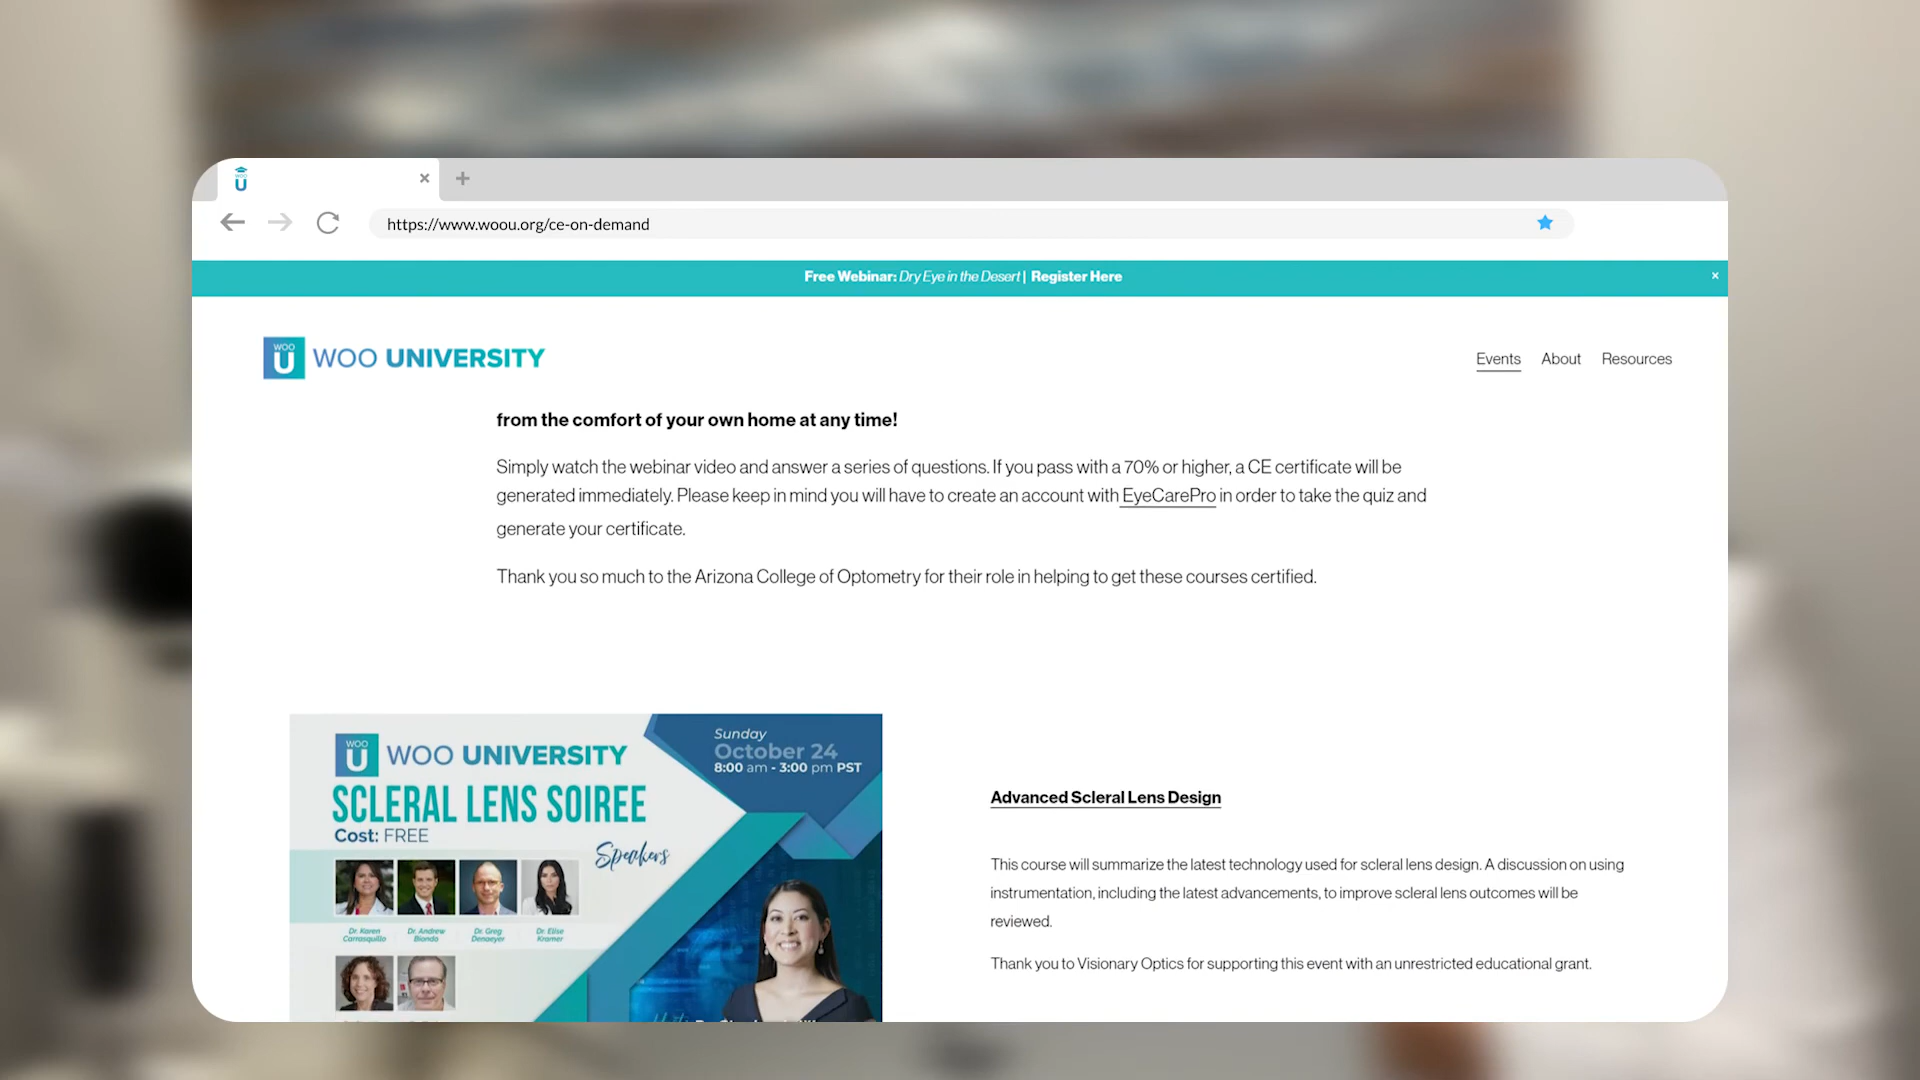 WOO
U
https://www.woou.org/ce-on-demand
Free Webinar: Dry Eye in the Desert | Register Here
WOO
U WOO UNIVERSITY
Events About Resources
from the comfort of your own home at any time!
Simply watch the webinar video and answer a series of questions. If you pass with a 70% or higher, a CE certificate will be
generated immediately. Please keep in mind you will have to create an account with EyeCarePro in order to take the quiz and
generate your certificate.
Thank you so much to the Arizona College of Optometry for their role in helping to get these courses certified.
WOO
U WOO UNIVERSITY
SCLERAL LENS SOIREE
Cost: FREE
Sunday
October 24
8:00 am - 3:00 pm PST
Speakers
Dr. Karen
Carrasquillo
Dr. Andrew
Biondo
Dr. Greg
Denaeyer
Dr. Elise
Kramer
Advanced Scleral Lens Design
This course will summarize the latest technology used for scleral lens design. A discussion on using
instrumentation, including the latest advancements, to improve scleral lens outcomes will be
reviewed.
Thank you to Visionary Optics for supporting this event with an unrestricted educational grant.